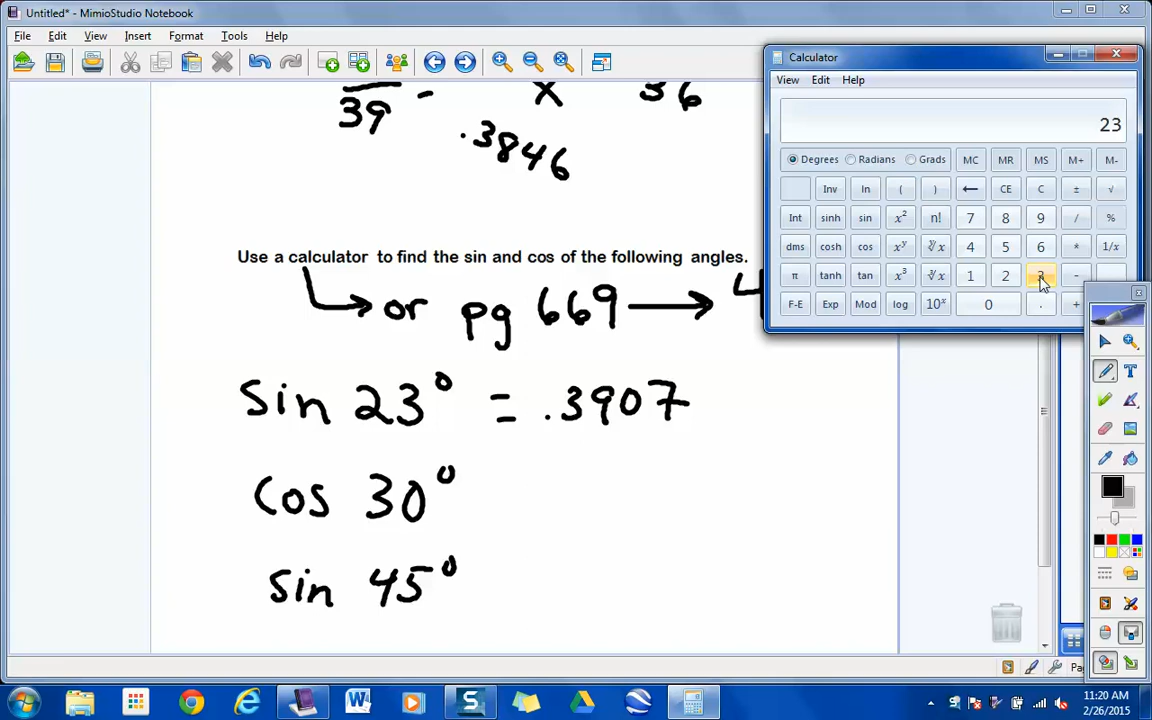 Untitled* - MimioStudio Notebook
File Edit View Insert Format Tools Help
39 - x 36
.3846
Use a calculator to find the sin and cos of the following angles.
or pg 669
sin 23° = .3907
cos 30°
sin 45°
Calculator
View Edit Help
23
Degrees Radians Grads MC MR MS M+ M-
Inv ln ( ) ← CE C ± √
Int sinh sin x² n! 7 8 9 / %
dms cosh cos xʸ ʸ√x 4 5 6 * 1/x
π tanh tan x³ ³√x 1 2 3 -
F-E Exp Mod log 10ˣ 0 . +
T
Pa
W S
11:20 AM
2/26/2015